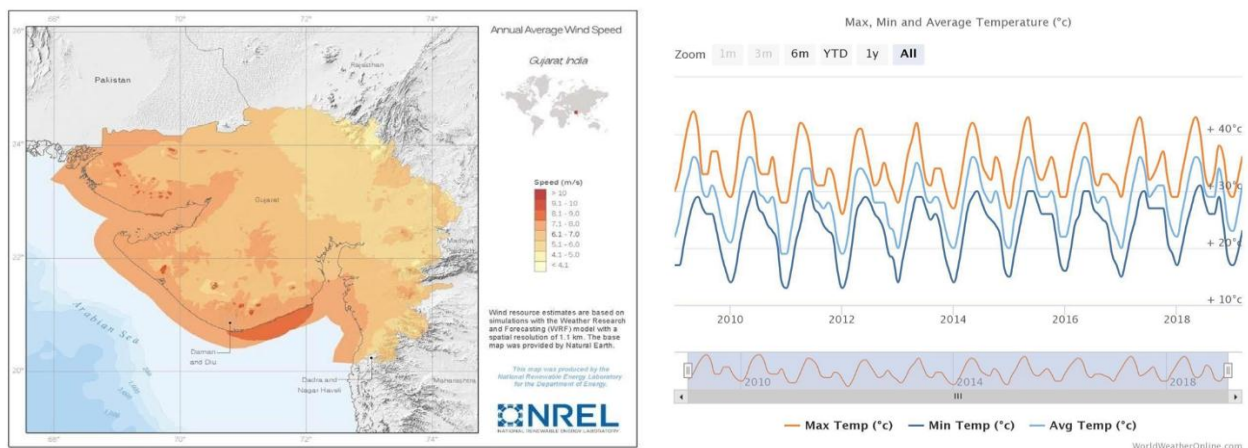 Annual Average Wind Speed
Gujarat, India
Pakistan
Rajasthan
Gujarat
Madhya
Arabian Sea
Daman
and Diu
Dadra and
Nagar Haveli
Maharashtra
68°
70°
72°
74°
26°
24°
22°
20°
68°
70°
72°
74°
Speed (m/s)
> 10
9.1 - 10
8.1 - 9.0
7.1 - 8.0
6.1 - 7.0
5.1 - 6.0
4.1 - 5.0
< 4.1
Wind resource estimates are based on
simulations with the Weather Research
and Forecasting (WRF) model with a
spatial resolution of 1.1 km. The base
map was provided by Natural Earth.
This map was produced by the
National Renewable Energy Laboratory
for the Department of Energy.
NREL
NATIONAL RENEWABLE ENERGY LABORATORY
Max, Min and Average Temperature (°c)
Zoom 1m 3m 6m YTD 1y All
+ 40°c
+ 30°c
+ 20°c
+ 10°c
2010 2012 2014 2016 2018
2010 2014 2018
Max Temp (°c) Min Temp (°c) Avg Temp (°c)
WorldWeatherOnline.com